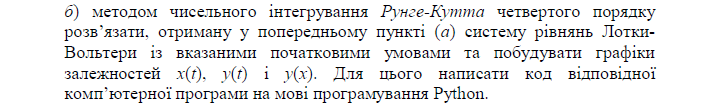 б) методом чисельного інтегрування Рунге-Кутта четвертого порядку
розв’язати, отриману у попередньому пункті (а) систему рівнянь Лотки-
Вольтери із вказаними початковими умовами та побудувати графіки
залежностей x(t), y(t) і y(x). Для цього написати код відповідної
комп’ютерної програми на мові програмування Python.